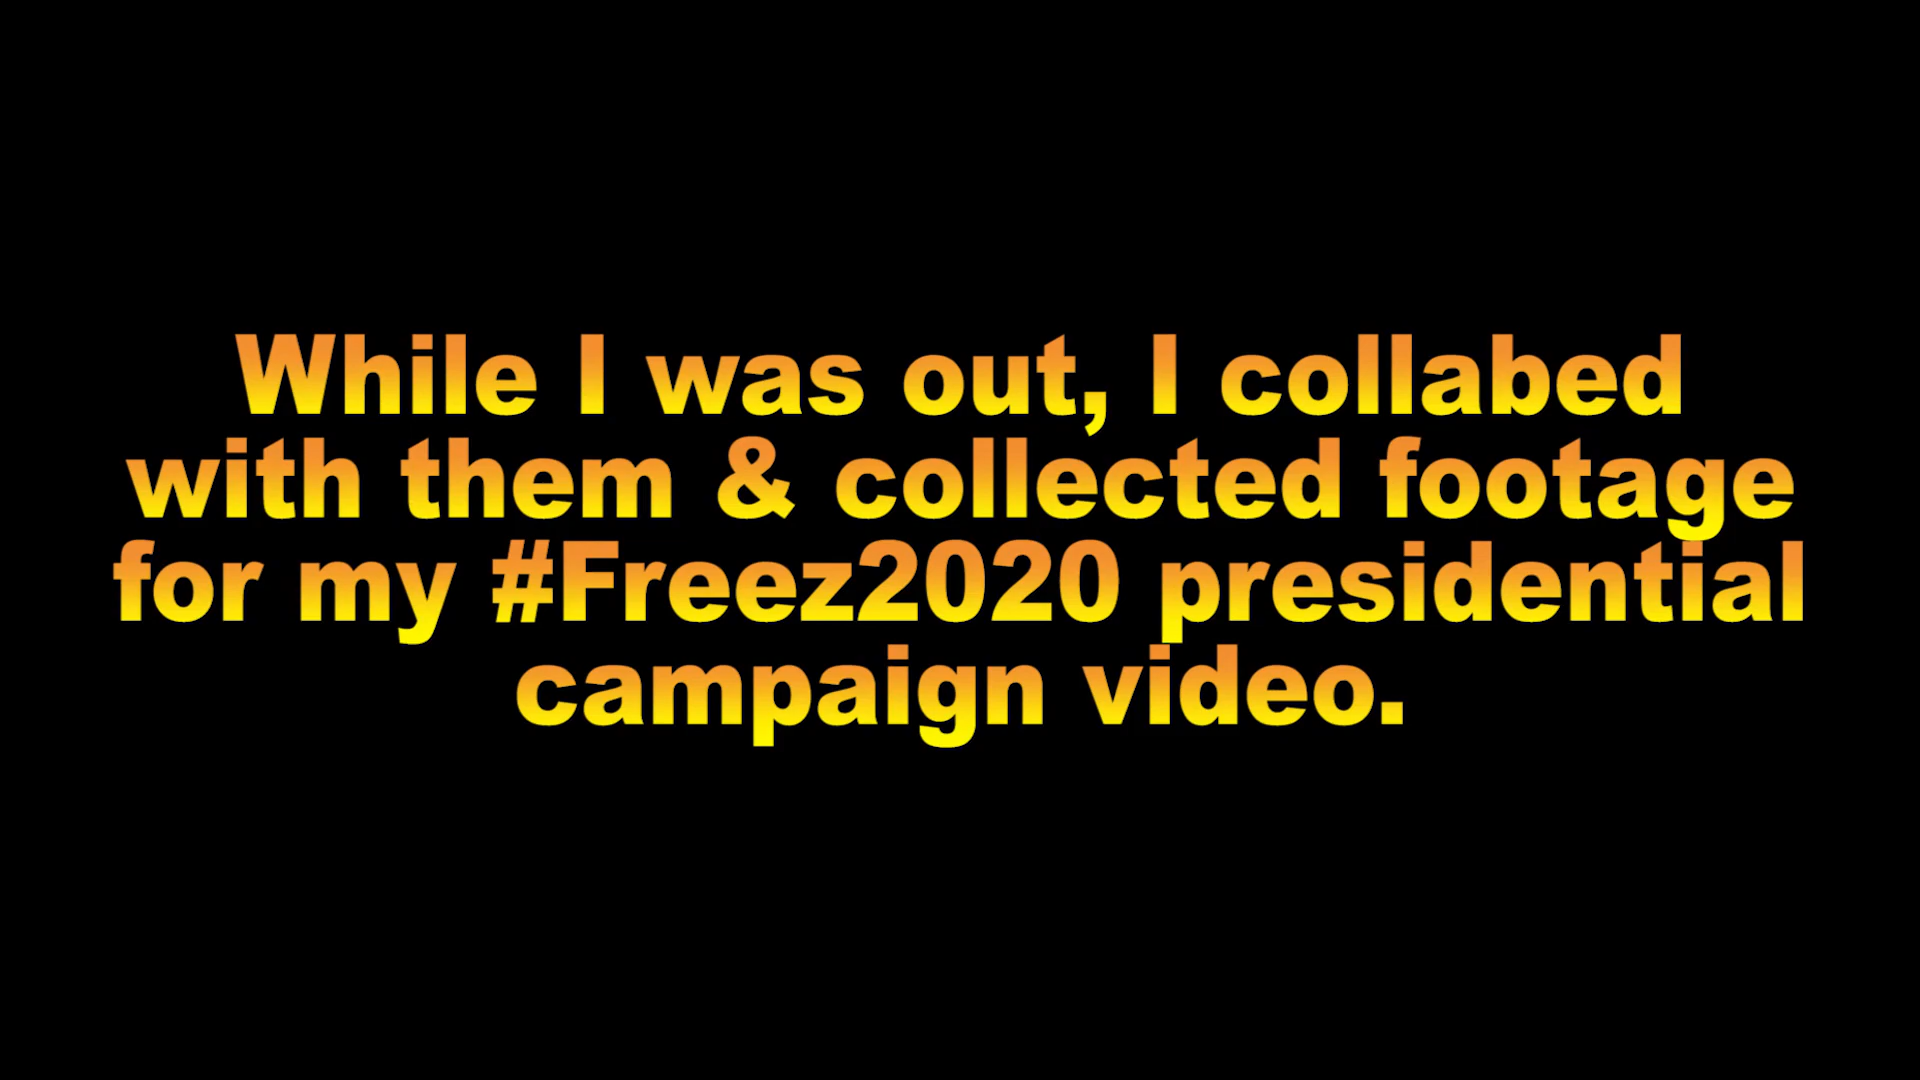 While I was out, I collabed
with them & collected footage
for my #Freez2020 presidential
campaign video.